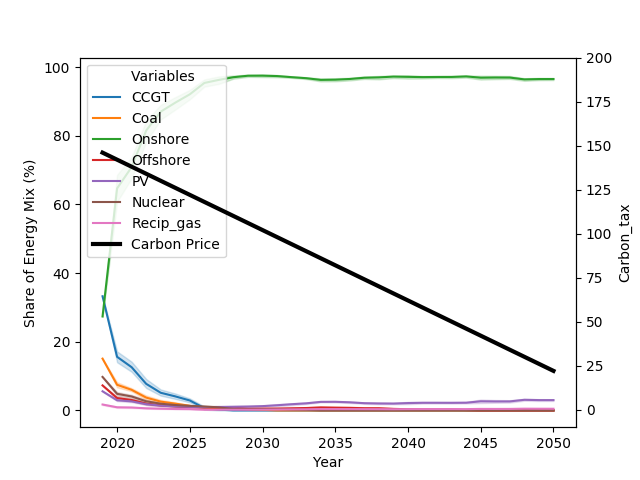 Variables
CCGT
Coal
Onshore
Offshore
PV
Nuclear
Recip_gas
Carbon Price
Share of Energy Mix (%)
100
80
60
40
20
0
200
175
150
125
100
75
50
25
0
Carbon_tax
2020
2025
2030
2035
2040
2045
2050
Year